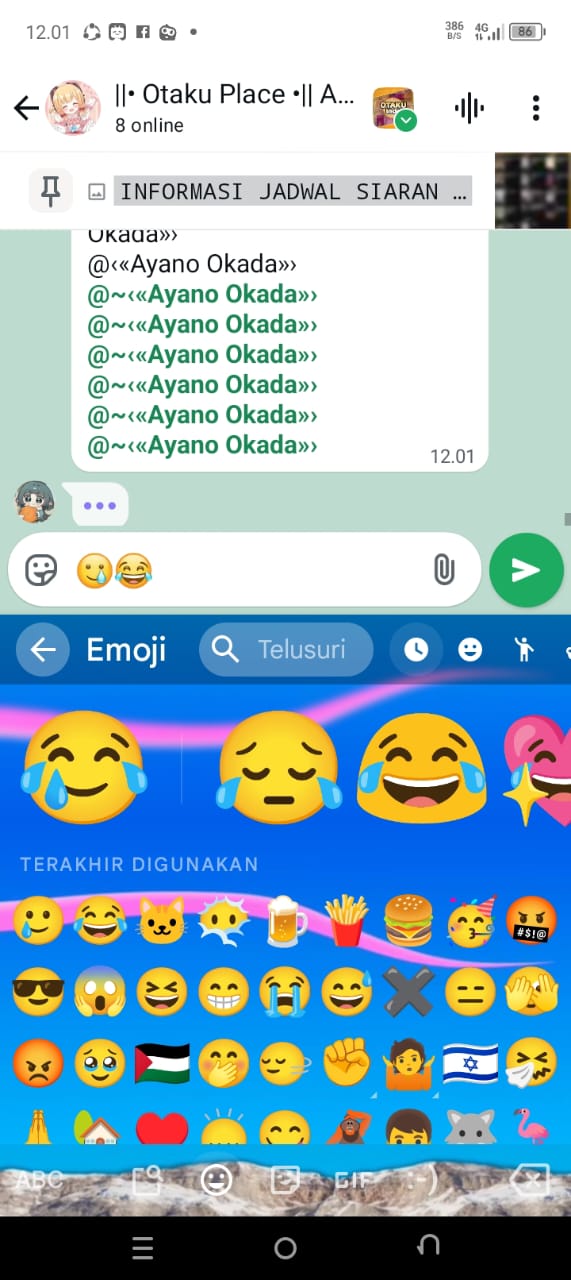 12.01
386 B/S
4G
86
||• Otaku Place •|| A...
8 online
INFORMASI JADWAL SIARAN ...
Okada»›
@‹«Ayano Okada»›
@~‹«Ayano Okada»›
@~‹«Ayano Okada»›
@~‹«Ayano Okada»›
@~‹«Ayano Okada»›
@~‹«Ayano Okada»›
@~‹«Ayano Okada»›
12.01
Emoji
Telusuri
TERAKHIR DIGUNAKAN
#$!@
ABC
GIF
:-)